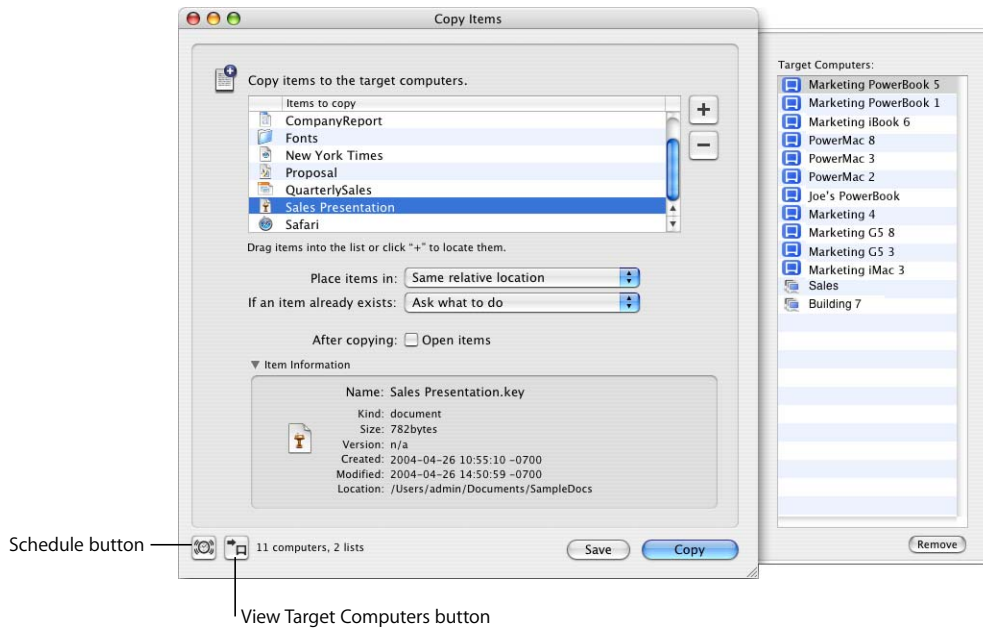 Copy Items
Copy items to the target computers.
Items to copy
CompanyReport
Fonts
New York Times
Proposal
QuarterlySales
Sales Presentation
Safari
+
−
Drag items into the list or click “+” to locate them.
Place items in: Same relative location
If an item already exists: Ask what to do
After copying: Open items
Item Information
Name: Sales Presentation.key
Kind: document
Size: 782bytes
Version: n/a
Created: 2004-04-26 10:55:10 -0700
Modified: 2004-04-26 14:50:59 -0700
Location: /Users/admin/Documents/SampleDocs
11 computers, 2 lists
Save
Copy
Target Computers:
Marketing PowerBook 5
Marketing PowerBook 1
Marketing iBook 6
PowerMac 8
PowerMac 3
PowerMac 2
Joe's PowerBook
Marketing 4
Marketing G5 8
Marketing G5 3
Marketing iMac 3
Sales
Building 7
Remove
Schedule button
View Target Computers button